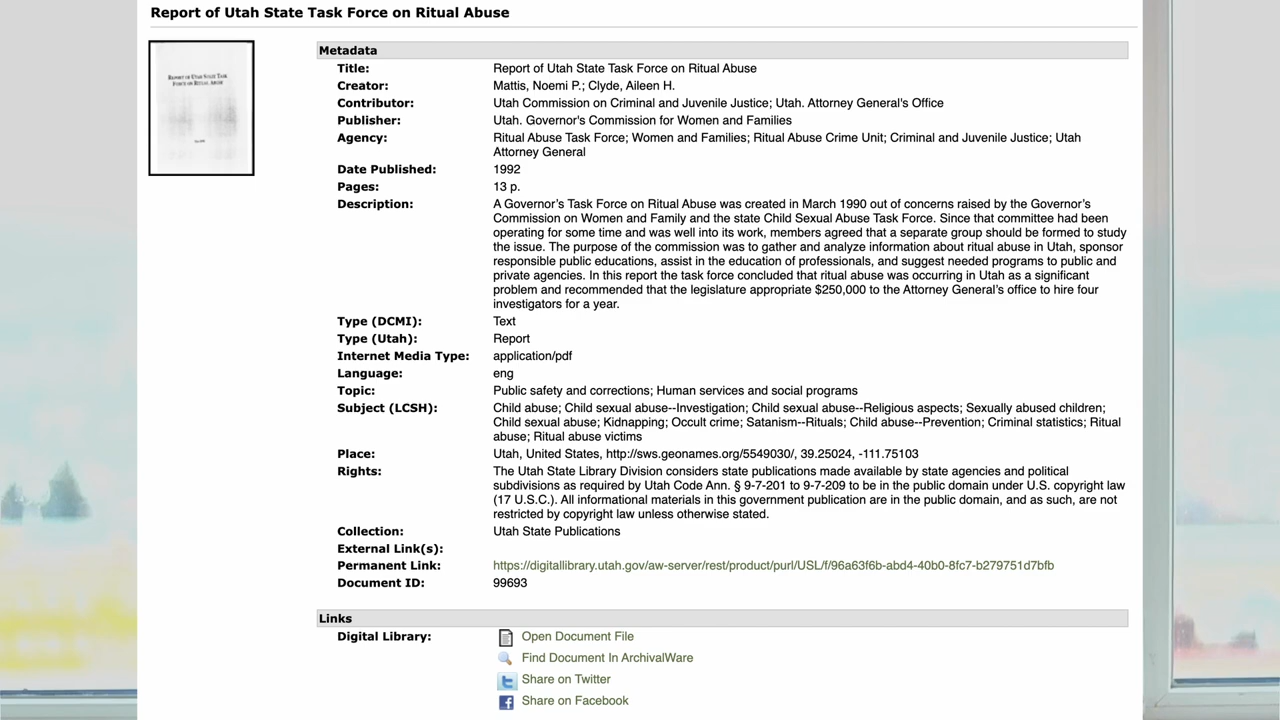 Report of Utah State Task Force on Ritual Abuse
REPORT OF UTAH STATE TASK
FORCE ON RITUAL ABUSE
Metadata
Title: Report of Utah State Task Force on Ritual Abuse
Creator: Mattis, Noemi P.; Clyde, Aileen H.
Contributor: Utah Commission on Criminal and Juvenile Justice; Utah. Attorney General's Office
Publisher: Utah. Governor's Commission for Women and Families
Agency: Ritual Abuse Task Force; Women and Families; Ritual Abuse Crime Unit; Criminal and Juvenile Justice; Utah
Attorney General
Date Published: 1992
Pages: 13 p.
Description: A Governor's Task Force on Ritual Abuse was created in March 1990 out of concerns raised by the Governor's
Commission on Women and Family and the state Child Sexual Abuse Task Force. Since that committee had been
operating for some time and was well into its work, members agreed that a separate group should be formed to study
the issue. The purpose of the commission was to gather and analyze information about ritual abuse in Utah, sponsor
responsible public educations, assist in the education of professionals, and suggest needed programs to public and
private agencies. In this report the task force concluded that ritual abuse was occurring in Utah as a significant
problem and recommended that the legislature appropriate $250,000 to the Attorney General's office to hire four
investigators for a year.
Type (DCMI): Text
Type (Utah): Report
Internet Media Type: application/pdf
Language: eng
Topic: Public safety and corrections; Human services and social programs
Subject (LCSH): Child abuse; Child sexual abuse--Investigation; Child sexual abuse--Religious aspects; Sexually abused children;
Child sexual abuse; Kidnapping; Occult crime; Satanism--Rituals; Child abuse--Prevention; Criminal statistics; Ritual
abuse; Ritual abuse victims
Place: Utah, United States, http://sws.geonames.org/5549030/, 39.25024, -111.75103
Rights: The Utah State Library Division considers state publications made available by state agencies and political
subdivisions as required by Utah Code Ann. § 9-7-201 to 9-7-209 to be in the public domain under U.S. copyright law
(17 U.S.C.). All informational materials in this government publication are in the public domain, and as such, are not
restricted by copyright law unless otherwise stated.
Collection: Utah State Publications
External Link(s):
Permanent Link: https://digitallibrary.utah.gov/aw-server/rest/product/purl/USL/f/96a63f6b-abd4-40b0-8fc7-b279751d7bfb
Document ID: 99693
Links
Digital Library: Open Document File
Find Document In ArchivalWare
Share on Twitter
Share on Facebook